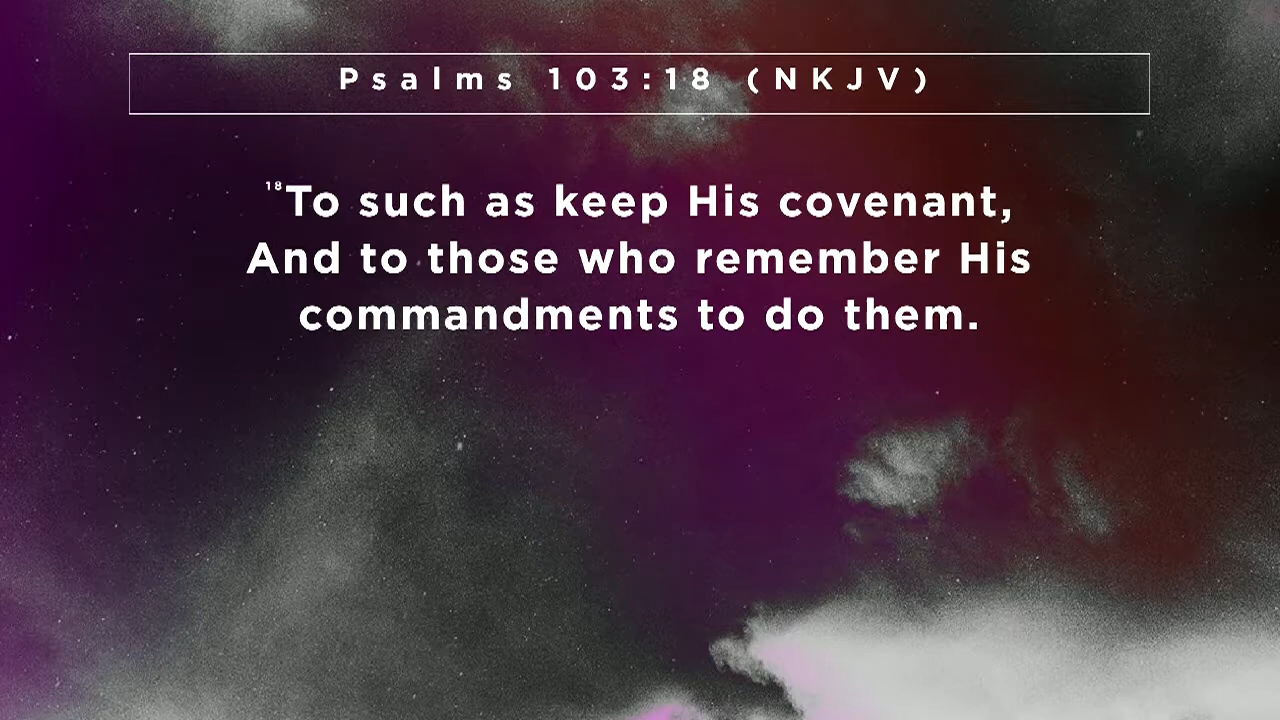 Psalms 103:18 (NKJV)
18To such as keep His covenant,
And to those who remember His
commandments to do them.